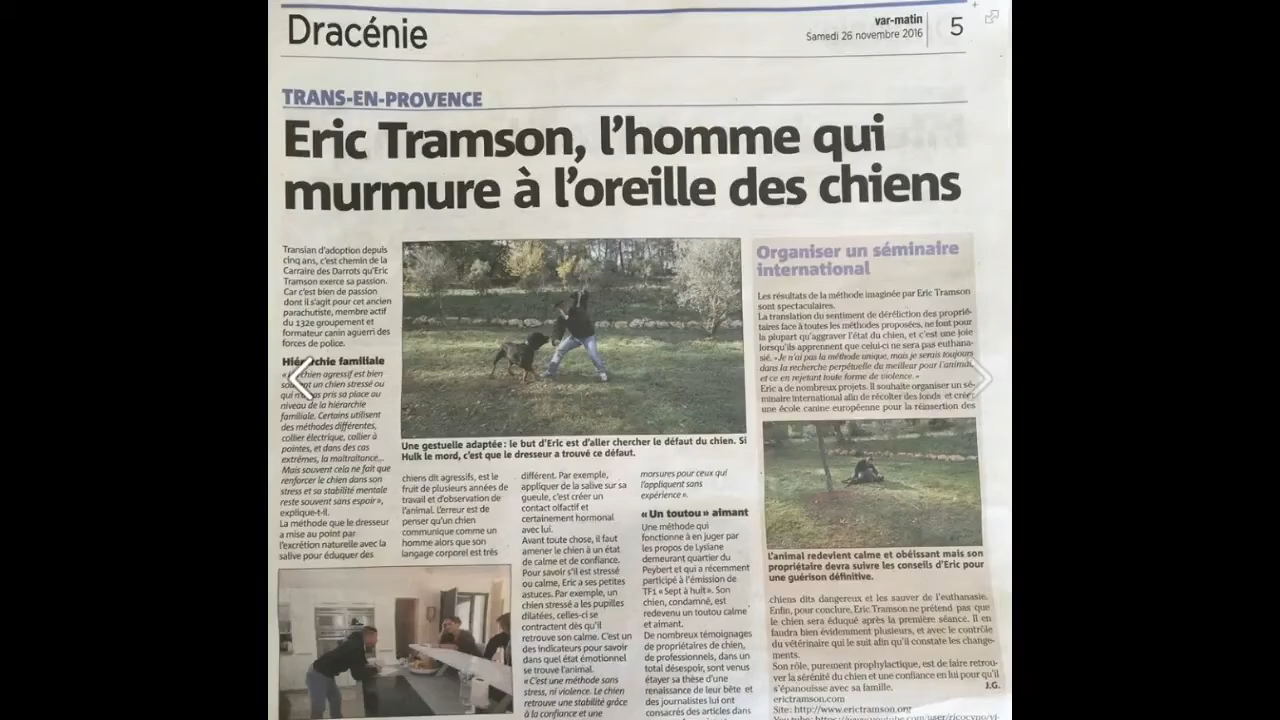 Dracénie
var-matin
Samedi 26 novembre 2016
5
TRANS-EN-PROVENCE
Eric Tramson, l'homme qui
murmure à l'oreille des chiens
Transian d'adoption depuis
cinq ans, c'est chemin de la
Carraire des Darrots qu'Eric
Tramson exerce sa passion.
Car c'est bien de passion
dont il s'agit pour cet ancien
parachutiste, membre actif
du 132e groupement et
formateur canin aguerri des
forces de police.
Hiérarchie familiale
chien agressif est bien
un chien stressé ou
qui pris sa place au
niveau de la hiérarchie
familiale. Certains utilisent
des méthodes différentes,
collier électrique, collier à
pointes, et dans des cas
extrêmes, la maltraitance...
Mais souvent cela ne fait que
renforcer le chien dans son
stress et sa stabilité mentale
reste souvent sans espoir»,
explique-t-il.
La méthode que le dresseur
a mise au point par
l'excrétion naturelle avec la
salive pour éduquer des
Une gestuelle adaptée : le but d'Eric est d'aller chercher le défaut du chien. Si
Hulk le mord, c'est que le dresseur a trouvé ce défaut.
chiens dit agressifs, est le
fruit de plusieurs années de
travail et d'observation de
l'animal. L'erreur est de
penser qu'un chien
communique comme un
homme alors que son
langage corporel est très
différent. Par exemple,
appliquer de la salive sur sa
gueule, c'est créer un
contact olfactif et
certainement hormonal
avec lui.
Avant toute chose, il faut
amener le chien à un état
de calme et de confiance.
Pour savoir s'il est stressé
ou calme, Eric a ses petites
astuces. Par exemple, un
chien stressé a les pupilles
dilatées, celles-ci se
contractent dès qu'il
retrouve son calme. C'est un
des indicateurs pour savoir
dans quel état émotionnel
se trouve l'animal.
« C'est une méthode sans
stress, ni violence. Le chien
retrouve une stabilité grâce
à la confiance et une
morsures pour ceux qui
l'appliquent sans
expérience ».
« Un toutou » aimant
Une méthode qui
fonctionne à en juger par
les propos de Lysiane
demeurant quartier du
Peybert et qui a récemment
participé à l'émission de
TF1 « Sept à huit ». Son
chien, condamné, est
redevenu un toutou calme
et aimant.
De nombreux témoignages
de propriétaires de chien,
de professionnels, dans un
total désespoir, sont venus
étayer sa thèse d'une
renaissance de leur bête et
des journalistes lui ont
consacrés des articles dans
Organiser un séminaire
international
Les résultats de la méthode imaginée par Eric Tramson
sont spectaculaires.
La translation du sentiment de déréliction des proprié-
taires face à toutes les méthodes proposées, ne font pour
la plupart qu'aggraver l'état du chien, et c'est une joie
lorsqu'ils apprennent que celui-ci ne sera pas euthana-
sié. «Je n'ai pas la méthode unique, mais je serais toujours
dans la recherche perpétuelle du meilleur pour l'animal,
et ce en rejetant toute forme de violence. »
Eric a de nombreux projets. Il souhaite organiser un sé-
minaire international afin de récolter des fonds et créer
une école canine européenne pour la réinsertion des
L'animal redevient calme et obéissant mais son
propriétaire devra suivre les conseils d'Eric pour
une guérison définitive.
chiens dits dangereux et les sauver de l'euthanasie.
Enfin, pour conclure, Eric Tramson ne prétend pas que
le chien sera éduqué après la première séance. Il en
faudra bien évidemment plusieurs, et avec le contrôle
du vétérinaire qui le suit afin qu'il constate les change-
ments.
Son rôle, purement prophylactique, est de faire retrou-
ver la sérénité du chien et une confiance en lui pour qu'il
s'épanouisse avec sa famille.
J.G.
erictramson.com
Site: http://www.erictramson.org